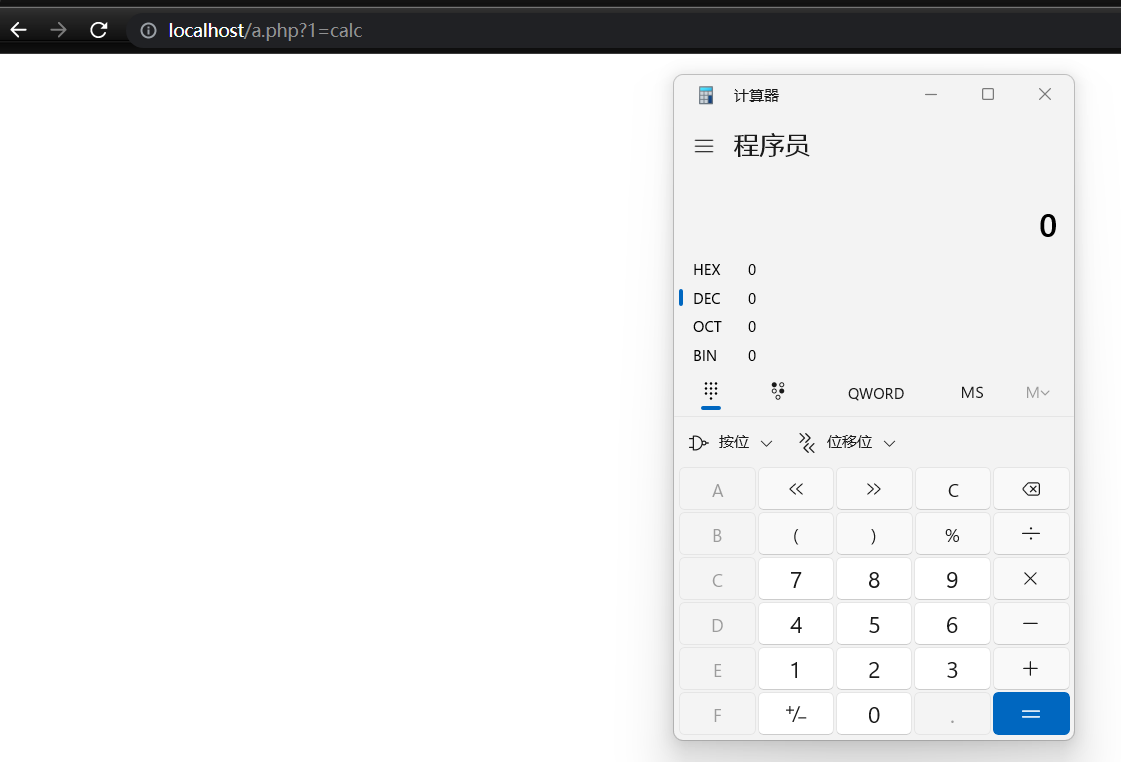 localhost/a.php?1=calc
计算器
程序员
0
HEX 0
DEC 0
OCT 0
BIN 0
QWORD MS M
按位 位移位
A << >> C
B ( ) % ÷
C 7 8 9 ×
D 4 5 6 −
E 1 2 3 +
F +/− 0 . =